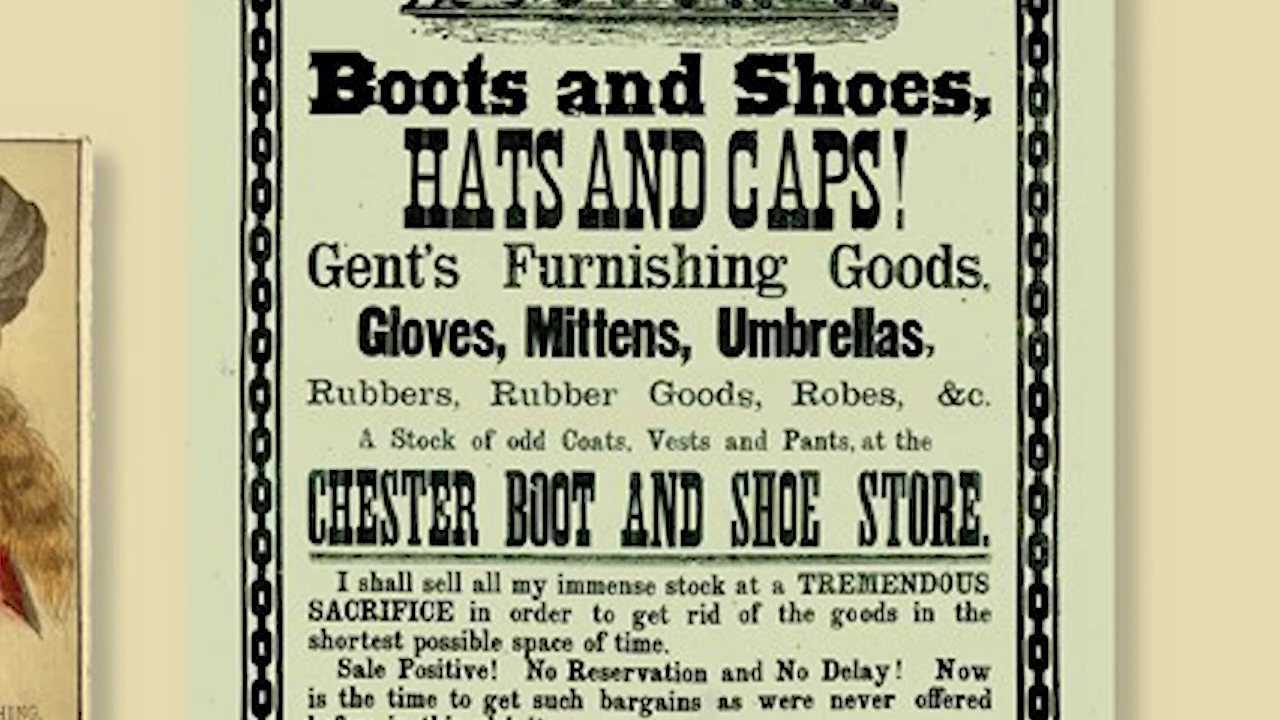 Boots and Shoes,
HATS AND CAPS!
Gent's Furnishing Goods,
Gloves, Mittens, Umbrellas,
Rubbers, Rubber Goods, Robes, &c.
A Stock of odd Coats, Vests and Pants, at the
CHESTER BOOT AND SHOE STORE.
I shall sell all my immense stock at a TREMENDOUS
SACRIFICE in order to get rid of the goods in the
shortest possible space of time.
Sale Positive! No Reservation and No Delay! Now
is the time to get such bargains as were never offered